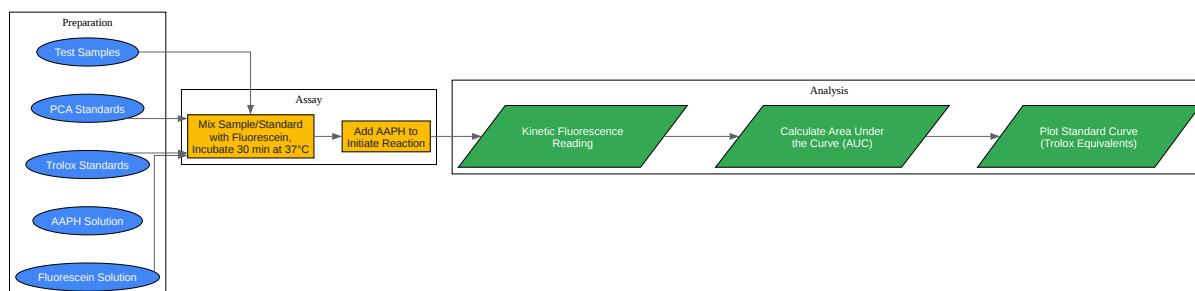 Preparation
Test Samples
PCA Standards
Trolox Standards
AAPH Solution
Fluorescein Solution
Assay
Mix Sample/Standard
with Fluorescein,
Incubate 30 min at 37°C
Add AAPH to
Initiate Reaction
Analysis
Kinetic Fluorescence
Reading
Calculate Area Under
the Curve (AUC)
Plot Standard Curve
(Trolox Equivalents)